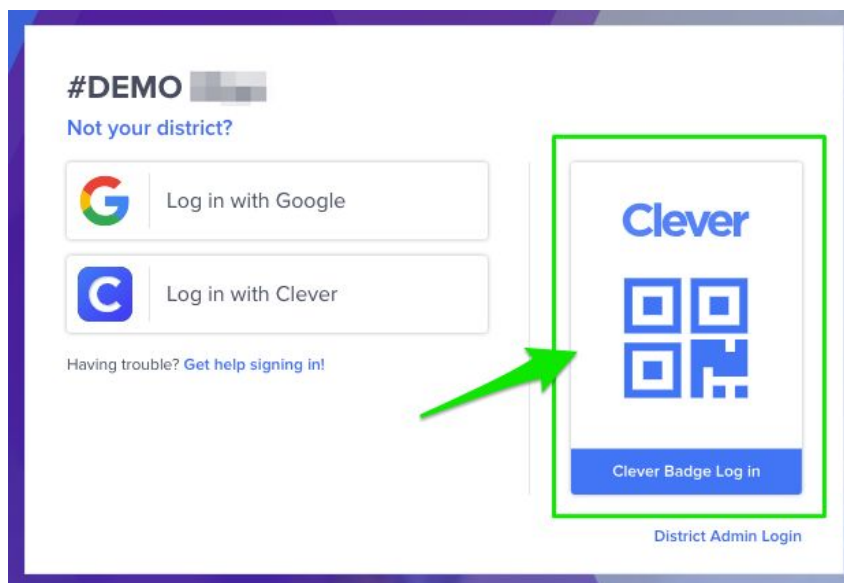 #DEMO
Not your district?
Log in with Google
Log in with Clever
Having trouble? Get help signing in!
Clever
Clever Badge Log in
District Admin Login